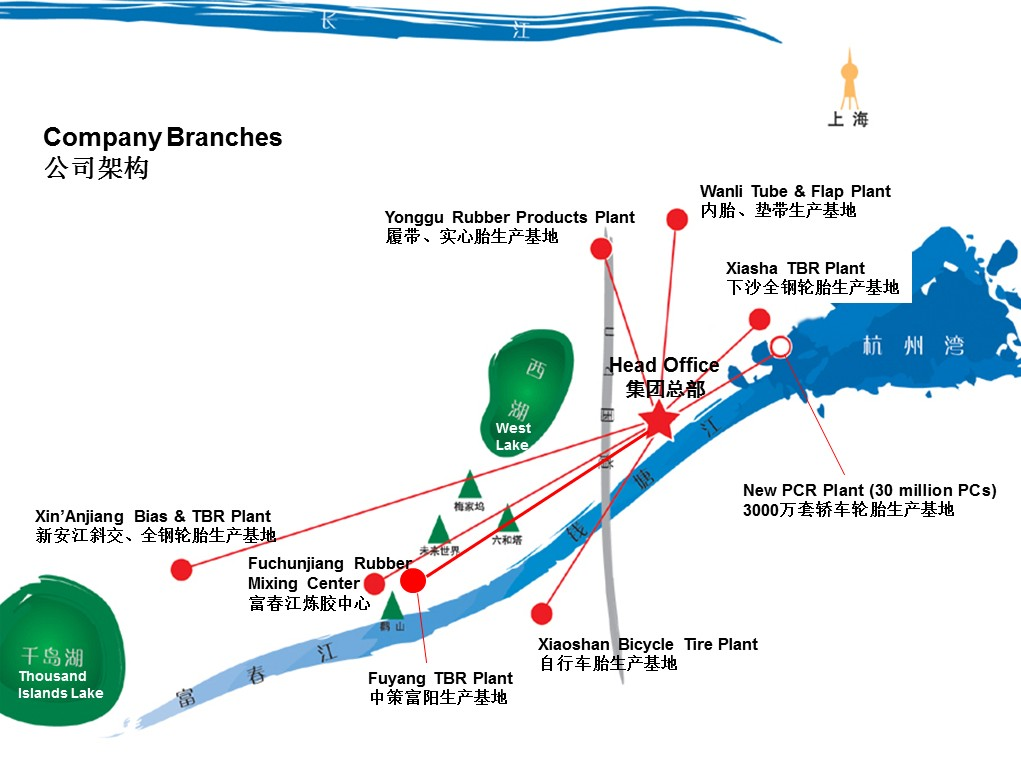 长 江
上 海
Company Branches
公司架构
Wanli Tube & Flap Plant
内胎、垫带生产基地
Yonggu Rubber Products Plant
履带、实心胎生产基地
Xiasha TBR Plant
下沙全钢轮胎生产基地
杭 州 湾
Head Office
集团总部
西
湖
West
Lake
国
钱 塘 江
梅家坞
未来世界
六和塔
New PCR Plant (30 million PCs)
3000万套轿车轮胎生产基地
Xin’Anjiang Bias & TBR Plant
新安江斜交、全钢轮胎生产基地
Fuchunjiang Rubber
Mixing Center
富春江炼胶中心
鹳 山
Xiaoshan Bicycle Tire Plant
自行车胎生产基地
千岛湖
Thousand
Islands Lake
富 春 江
Fuyang TBR Plant
中策富阳生产基地